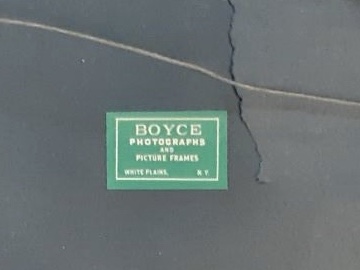 BOYCE
PHOTOGRAPHS
AND
PICTURE FRAMES
WHITE PLAINS, N. Y.